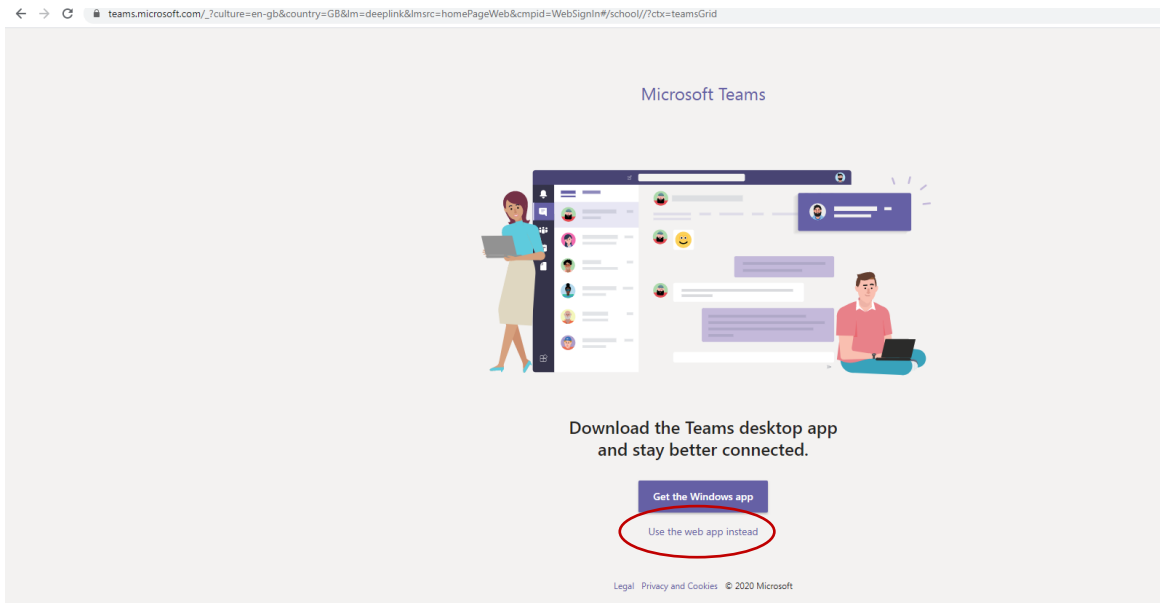 teams.microsoft.com/_?culture=en-gb&country=GB&lm=deeplink&lmsrc=homePageWeb&cmpid=WebSignIn#/school//?ctx=teamsGrid
Microsoft Teams
Download the Teams desktop app
and stay better connected.
Get the Windows app
Use the web app instead
Legal Privacy and Cookies © 2020 Microsoft